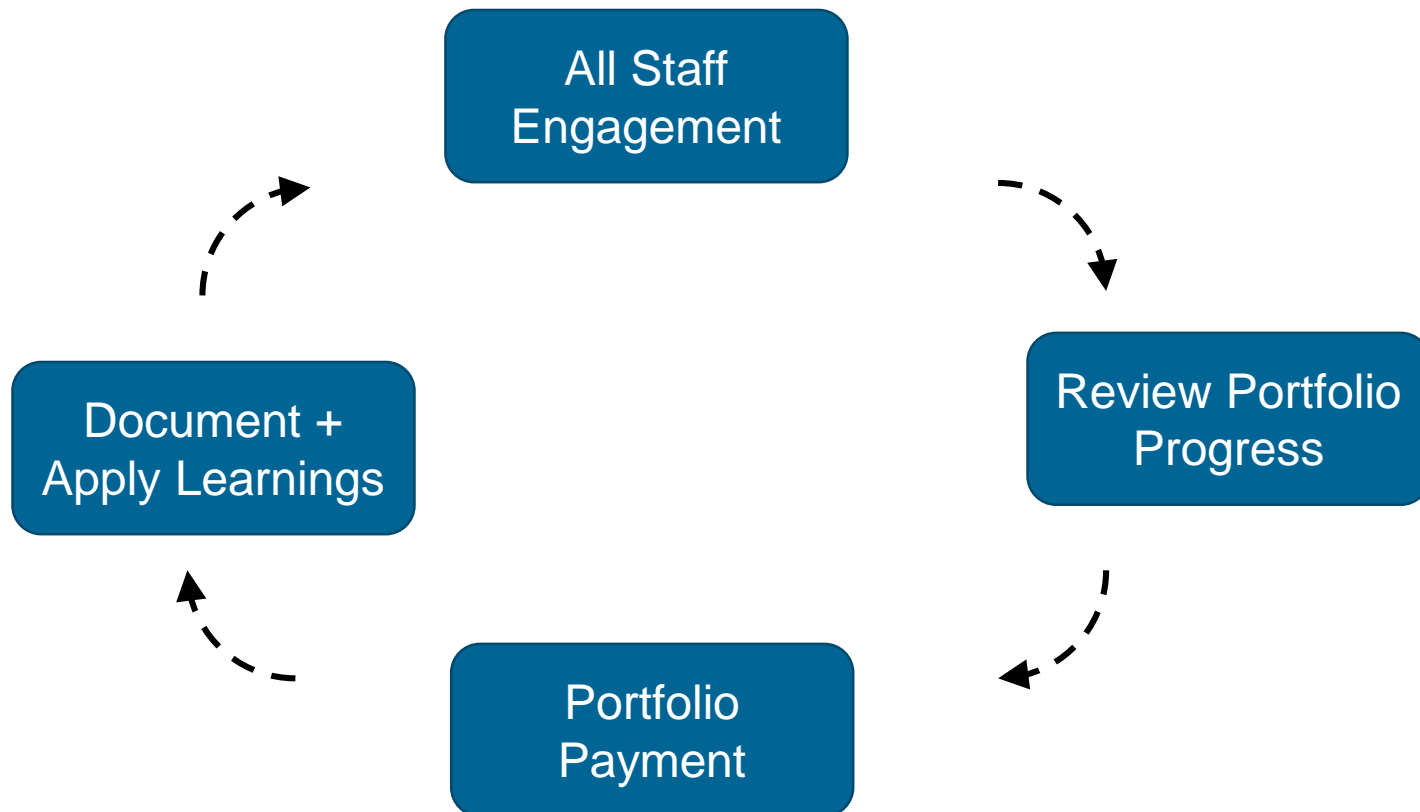 All Staff
Engagement
Review Portfolio
Progress
Portfolio
Payment
Document +
Apply Learnings